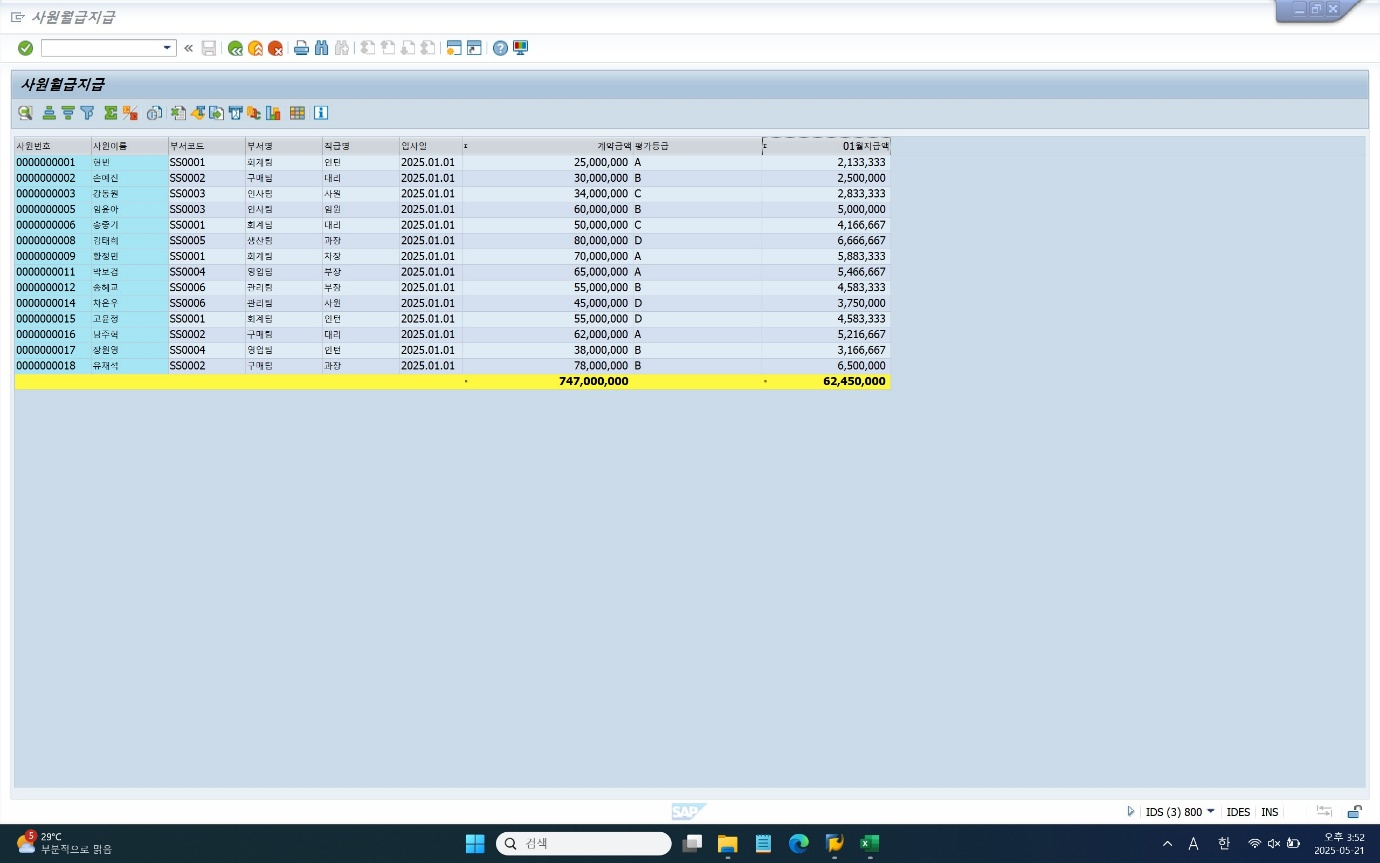 사원월급지급
사원월급지급
사원번호 사원이름 부서코드 부서명 직급명 입사일 Σ 계약금액 평가등급 Σ 01월지급액
0000000001 현빈 SS0001 회계팀 인턴 2025.01.01 25,000,000 A 2,133,333
0000000002 손예진 SS0002 구매팀 대리 2025.01.01 30,000,000 B 2,500,000
0000000003 강동원 SS0003 인사팀 사원 2025.01.01 34,000,000 C 2,833,333
0000000005 임윤아 SS0003 인사팀 임원 2025.01.01 60,000,000 B 5,000,000
0000000006 송중기 SS0001 회계팀 대리 2025.01.01 50,000,000 C 4,166,667
0000000008 김태희 SS0005 생산팀 과장 2025.01.01 80,000,000 D 6,666,667
0000000009 황정민 SS0001 회계팀 차장 2025.01.01 70,000,000 A 5,883,333
0000000011 박보검 SS0004 영업팀 부장 2025.01.01 65,000,000 A 5,466,667
0000000012 송혜교 SS0006 관리팀 부장 2025.01.01 55,000,000 B 4,583,333
0000000014 차은우 SS0006 관리팀 사원 2025.01.01 45,000,000 D 3,750,000
0000000015 고윤정 SS0001 회계팀 인턴 2025.01.01 55,000,000 D 4,583,333
0000000016 남주혁 SS0002 구매팀 대리 2025.01.01 62,000,000 A 5,216,667
0000000017 장원영 SS0004 영업팀 인턴 2025.01.01 38,000,000 B 3,166,667
0000000018 유재석 SS0002 구매팀 과장 2025.01.01 78,000,000 B 6,500,000
747,000,000 62,450,000
SAP
IDS (3) 800 IDES INS
5 29°C
부분적으로 맑음
검색
A 한
오후 3:52
2025-05-21